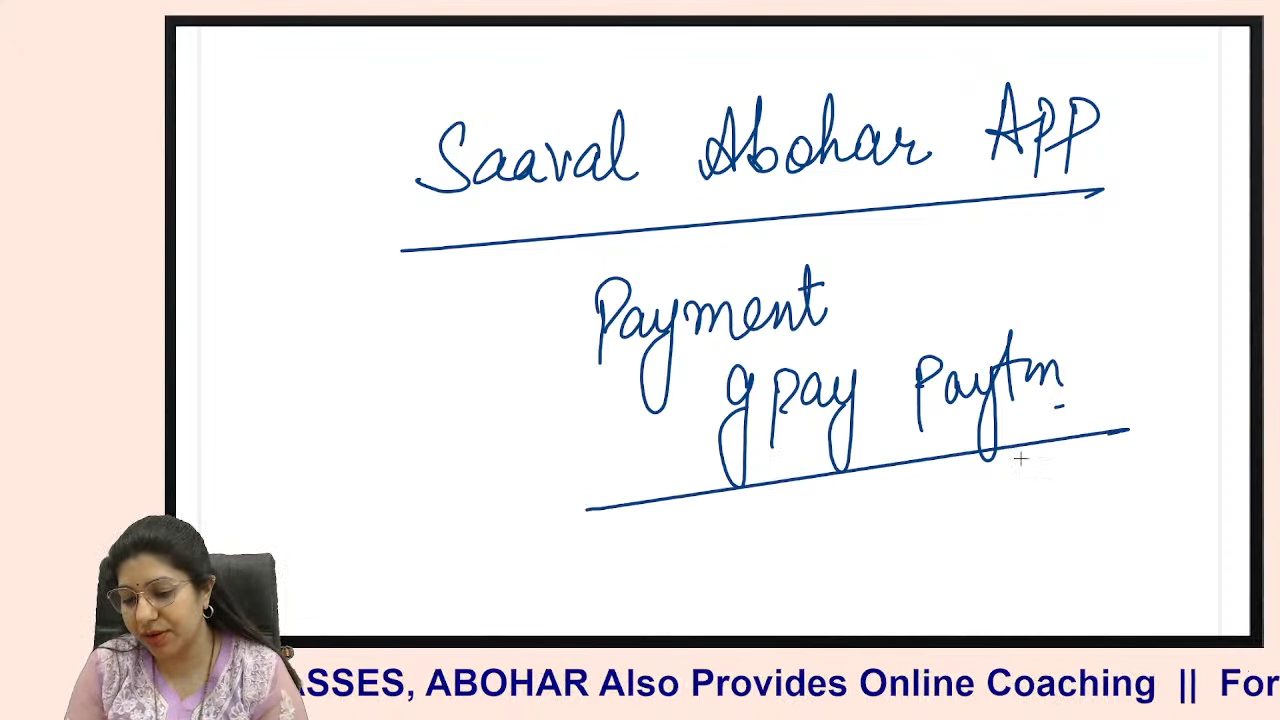 Saaval Abohar APP
Payment
gpay Paytm
ASSES, ABOHAR Also Provides Online Coaching || For